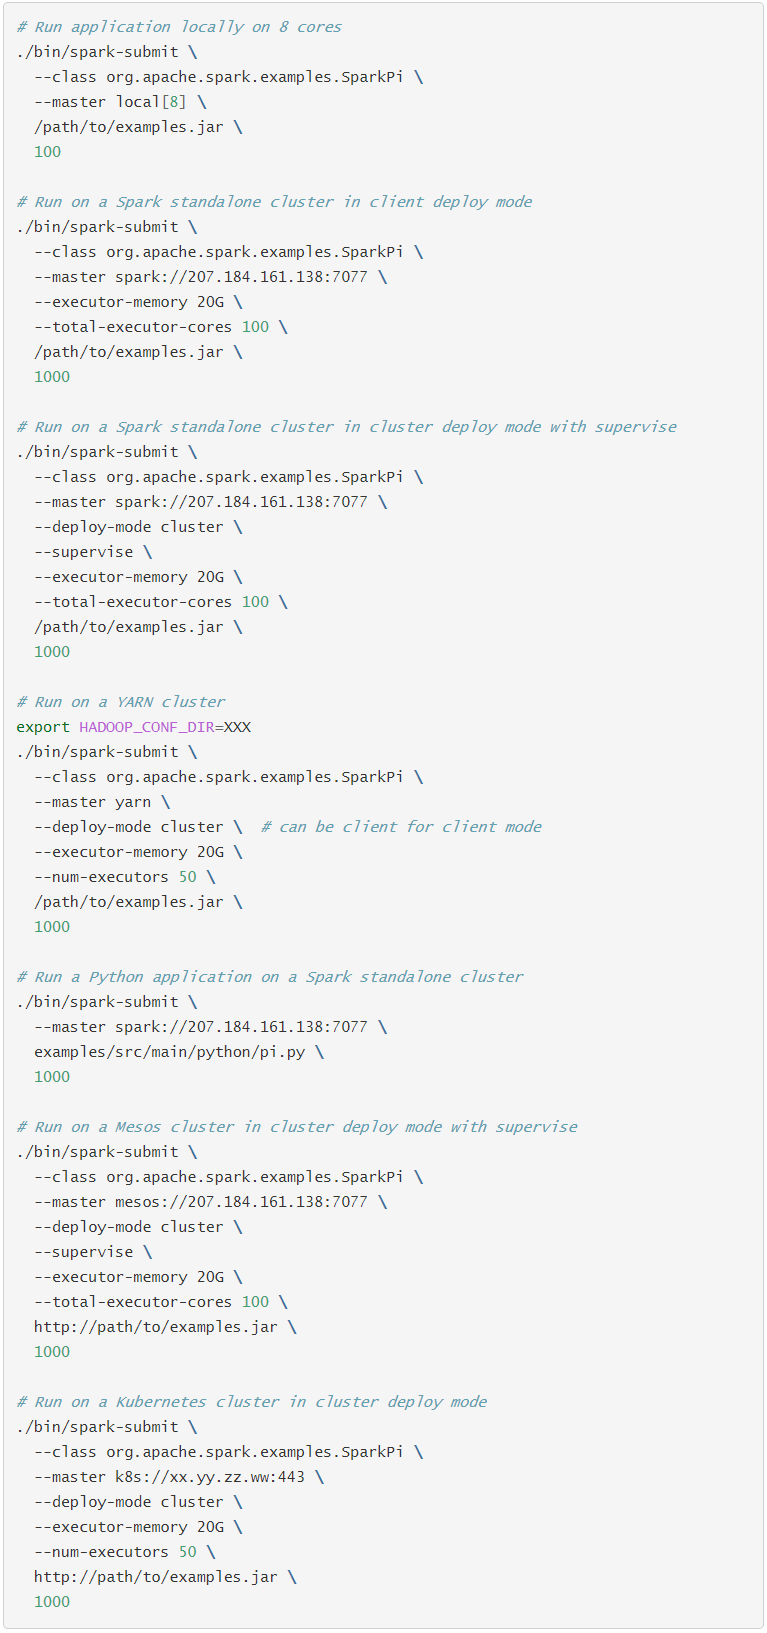 # Run application locally on 8 cores
./bin/spark-submit \
--class org.apache.spark.examples.SparkPi \
--master local[8] \
/path/to/examples.jar \
100
# Run on a Spark standalone cluster in client deploy mode
./bin/spark-submit \
--class org.apache.spark.examples.SparkPi \
--master spark://207.184.161.138:7077 \
--executor-memory 20G \
--total-executor-cores 100 \
/path/to/examples.jar \
1000
# Run on a Spark standalone cluster in cluster deploy mode with supervise
./bin/spark-submit \
--class org.apache.spark.examples.SparkPi \
--master spark://207.184.161.138:7077 \
--deploy-mode cluster \
--supervise \
--executor-memory 20G \
--total-executor-cores 100 \
/path/to/examples.jar \
1000
# Run on a YARN cluster
export HADOOP_CONF_DIR=XXX
./bin/spark-submit \
--class org.apache.spark.examples.SparkPi \
--master yarn \
--deploy-mode cluster \  # can be client for client mode
--executor-memory 20G \
--num-executors 50 \
/path/to/examples.jar \
1000
# Run a Python application on a Spark standalone cluster
./bin/spark-submit \
--master spark://207.184.161.138:7077 \
examples/src/main/python/pi.py \
1000
# Run on a Mesos cluster in cluster deploy mode with supervise
./bin/spark-submit \
--class org.apache.spark.examples.SparkPi \
--master mesos://207.184.161.138:7077 \
--deploy-mode cluster \
--supervise \
--executor-memory 20G \
--total-executor-cores 100 \
http://path/to/examples.jar \
1000
# Run on a Kubernetes cluster in cluster deploy mode
./bin/spark-submit \
--class org.apache.spark.examples.SparkPi \
--master k8s://xx.yy.zz.ww:443 \
--deploy-mode cluster \
--executor-memory 20G \
--num-executors 50 \
http://path/to/examples.jar \
1000